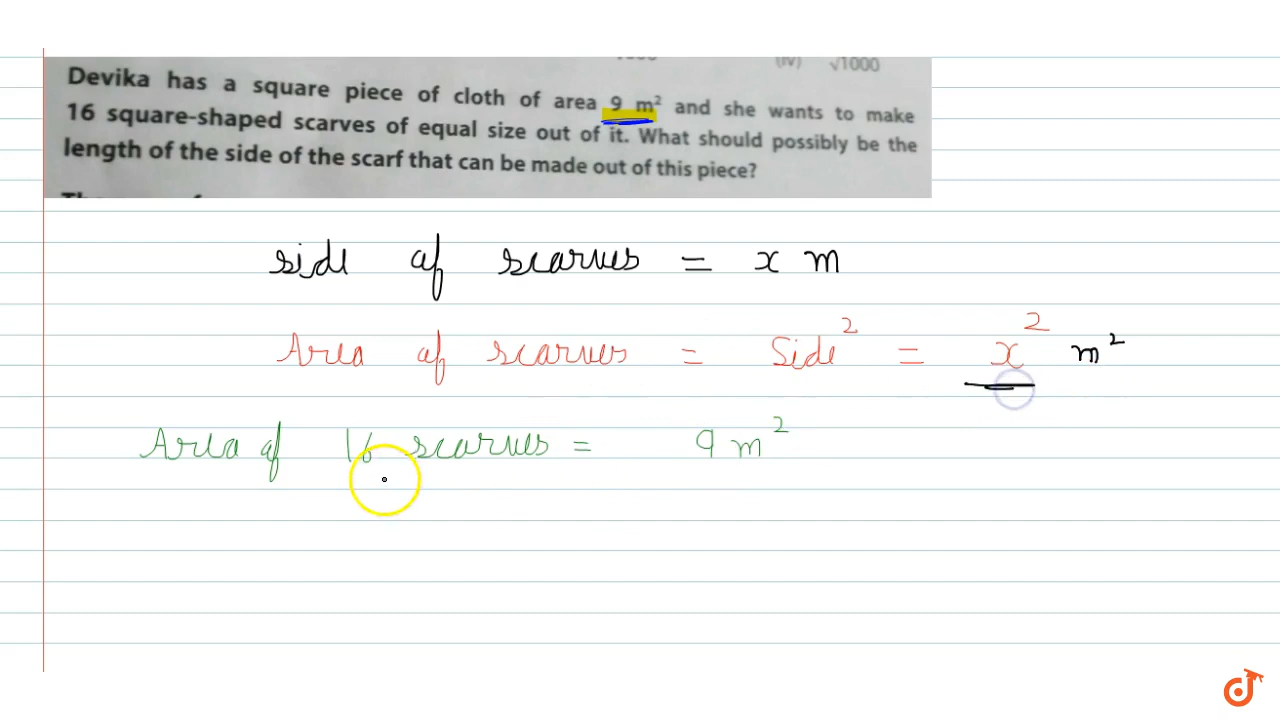 (iv) √1000
Devika has a square piece of cloth of area 9 m² and she wants to make
16 square-shaped scarves of equal size out of it. What should possibly be the
length of the side of the scarf that can be made out of this piece?
side of scarves = x m
Area of scarves = Side² = x² m²
Area of 16 scarves = 9 m²